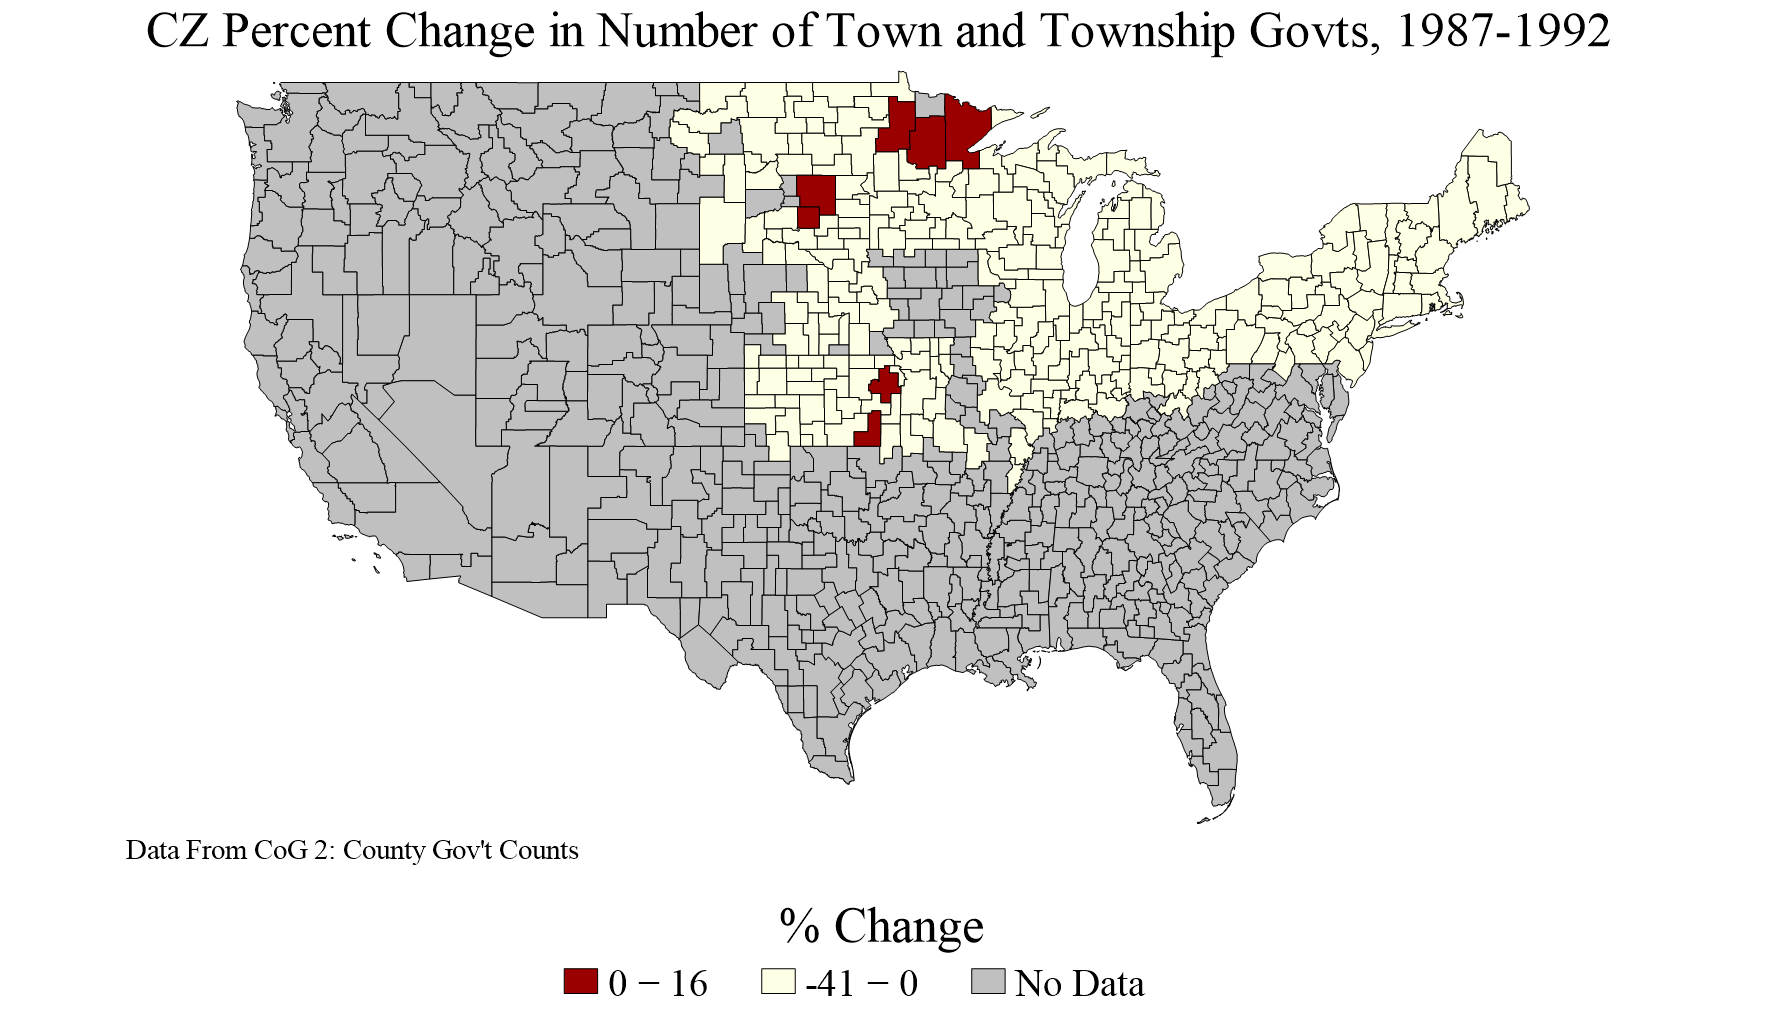 CZ Percent Change in Number of Town and Township Govts, 1987-1992
Data From CoG 2: County Gov't Counts
% Change
0 − 16
-41 − 0
No Data